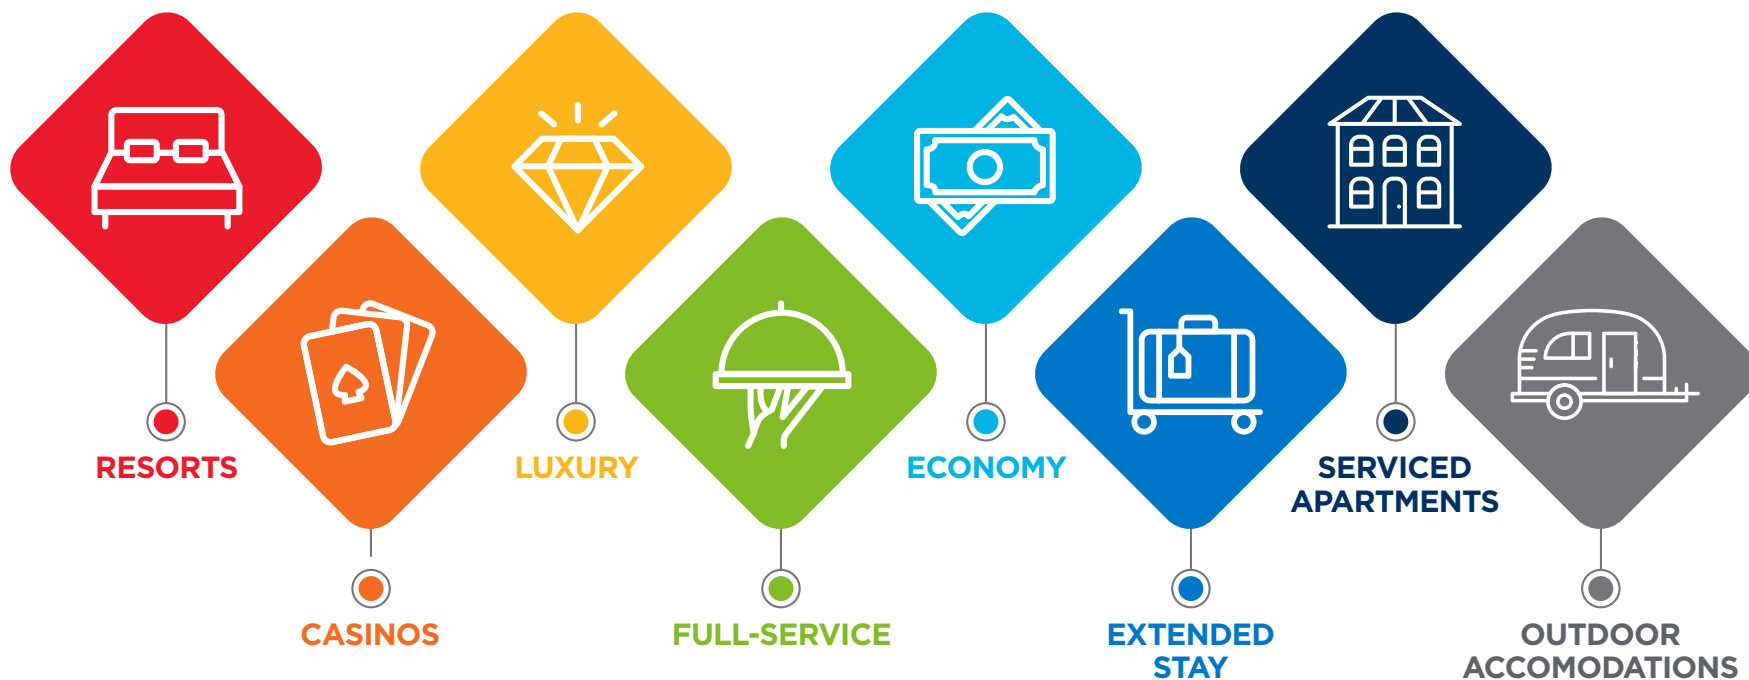 RESORTS
LUXURY
ECONOMY
SERVICED
APARTMENTS
CASINOS
FULL-SERVICE
EXTENDED
STAY
OUTDOOR
ACCOMODATIONS